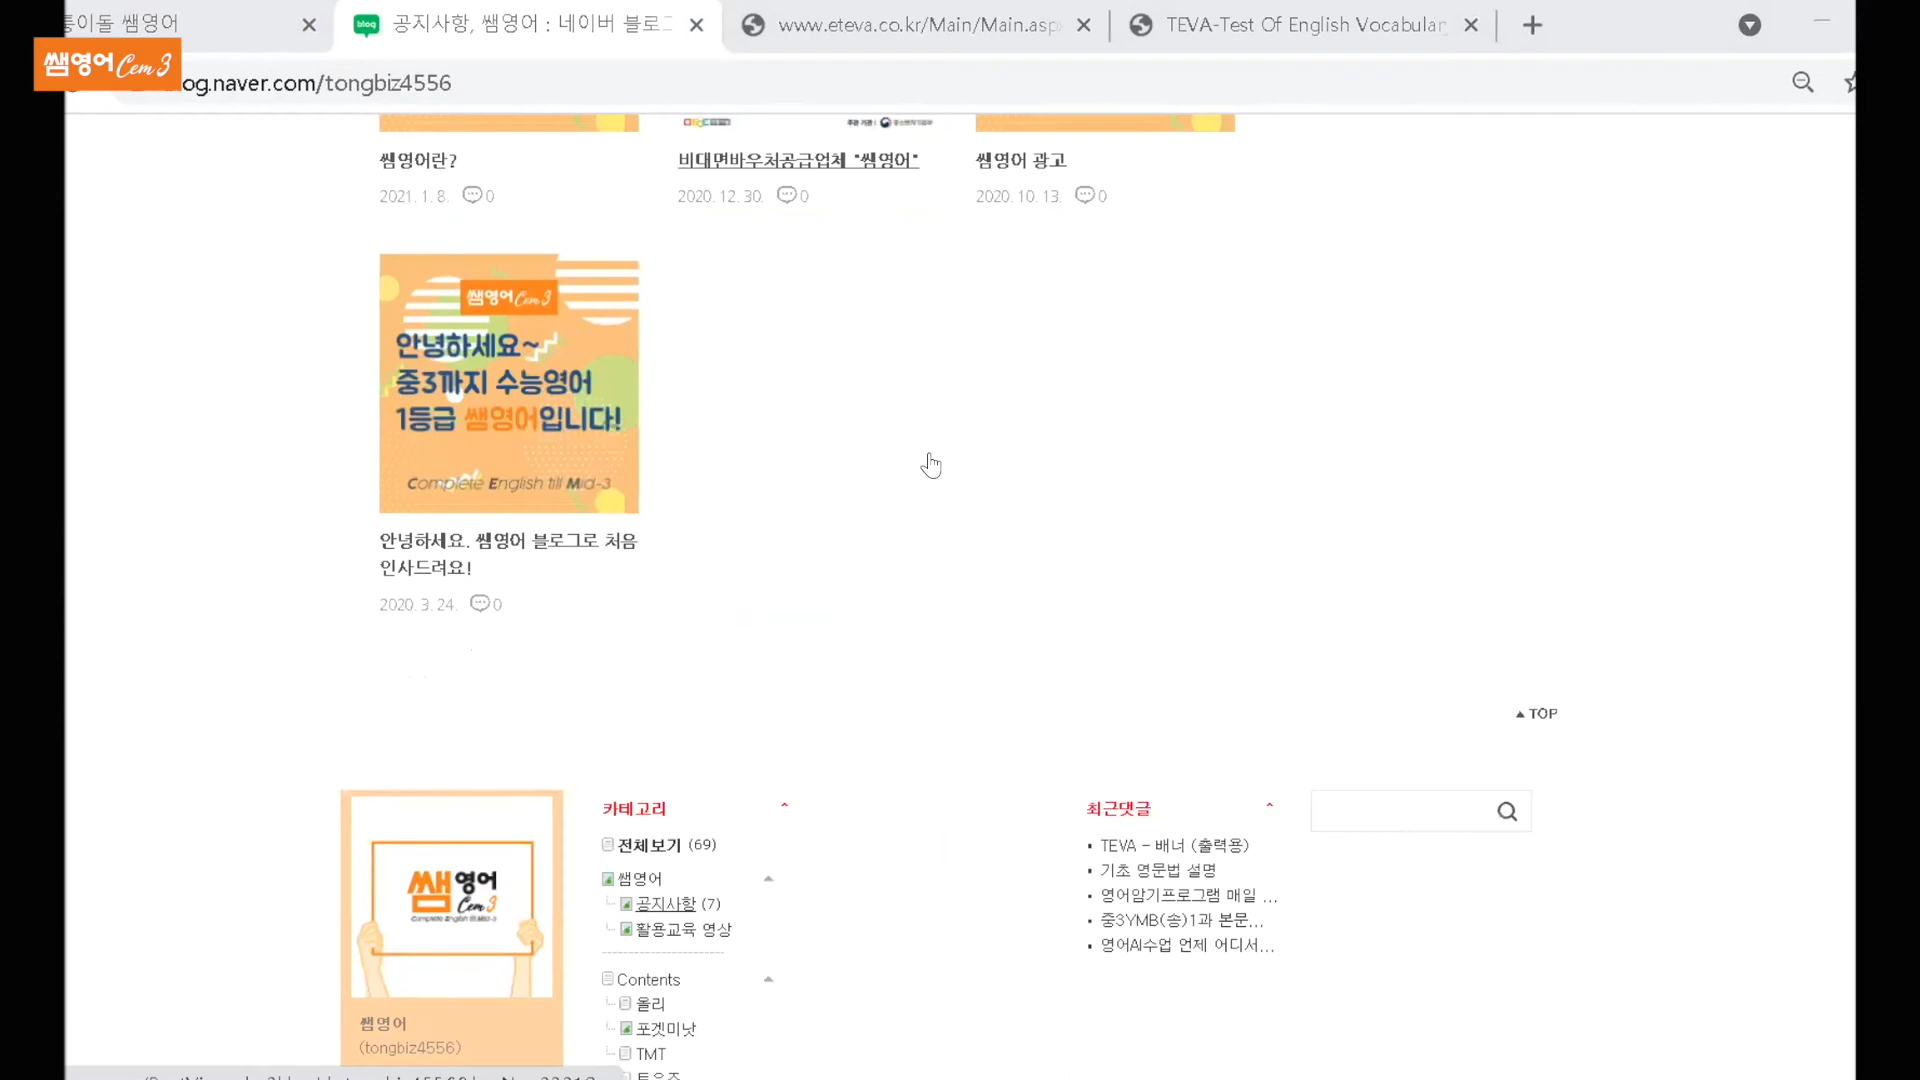 통이돌 쌤영어
공지사항, 쌤영어 : 네이버 블로그
www.eteva.co.kr/Main/Main.asp
TEVA-Test Of English Vocabular
쌤영어 Cem 3
log.naver.com/tongbiz4556
쌤영어란?
비대면바우처공급업체 "쌤영어"
쌤영어 광고
2021. 1. 8. 0
2020. 12. 30. 0
2020. 10. 13. 0
쌤영어 Cem 3
안녕하세요~
중3까지 수능영어
1등급 쌤영어입니다!
Complete English till Mid-3
안녕하세요. 쌤영어 블로그로 처음
인사드려요!
2020. 3. 24. 0
▲ TOP
쌤영어
Cem 3
Complete English till Mid-3
쌤영어
(tongbiz4556)
카테고리
전체보기 (69)
쌤영어
공지사항 (7)
활용교육 영상
Contents
올리
포켓미낫
TMT
최근댓글
TEVA - 배너 (출력용)
기초 영문법 설명
영어암기프로그램 매일 ...
중3YMB(송)1과 본문...
영어AI수업 언제 어디서...